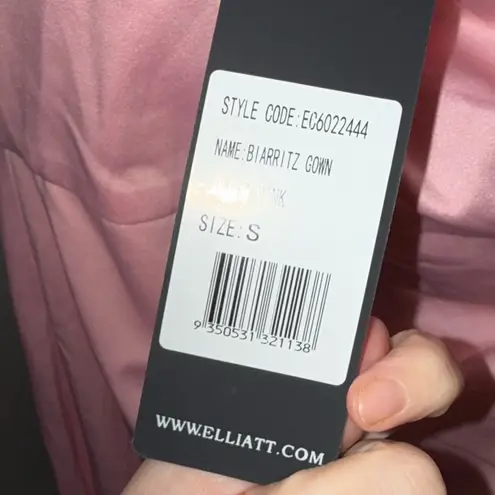 STYLE CODE:EC6022444
NAME:BIARRITZ GOWN
SIZE:S
9 350531 321138
WWW.ELLIATT.COM